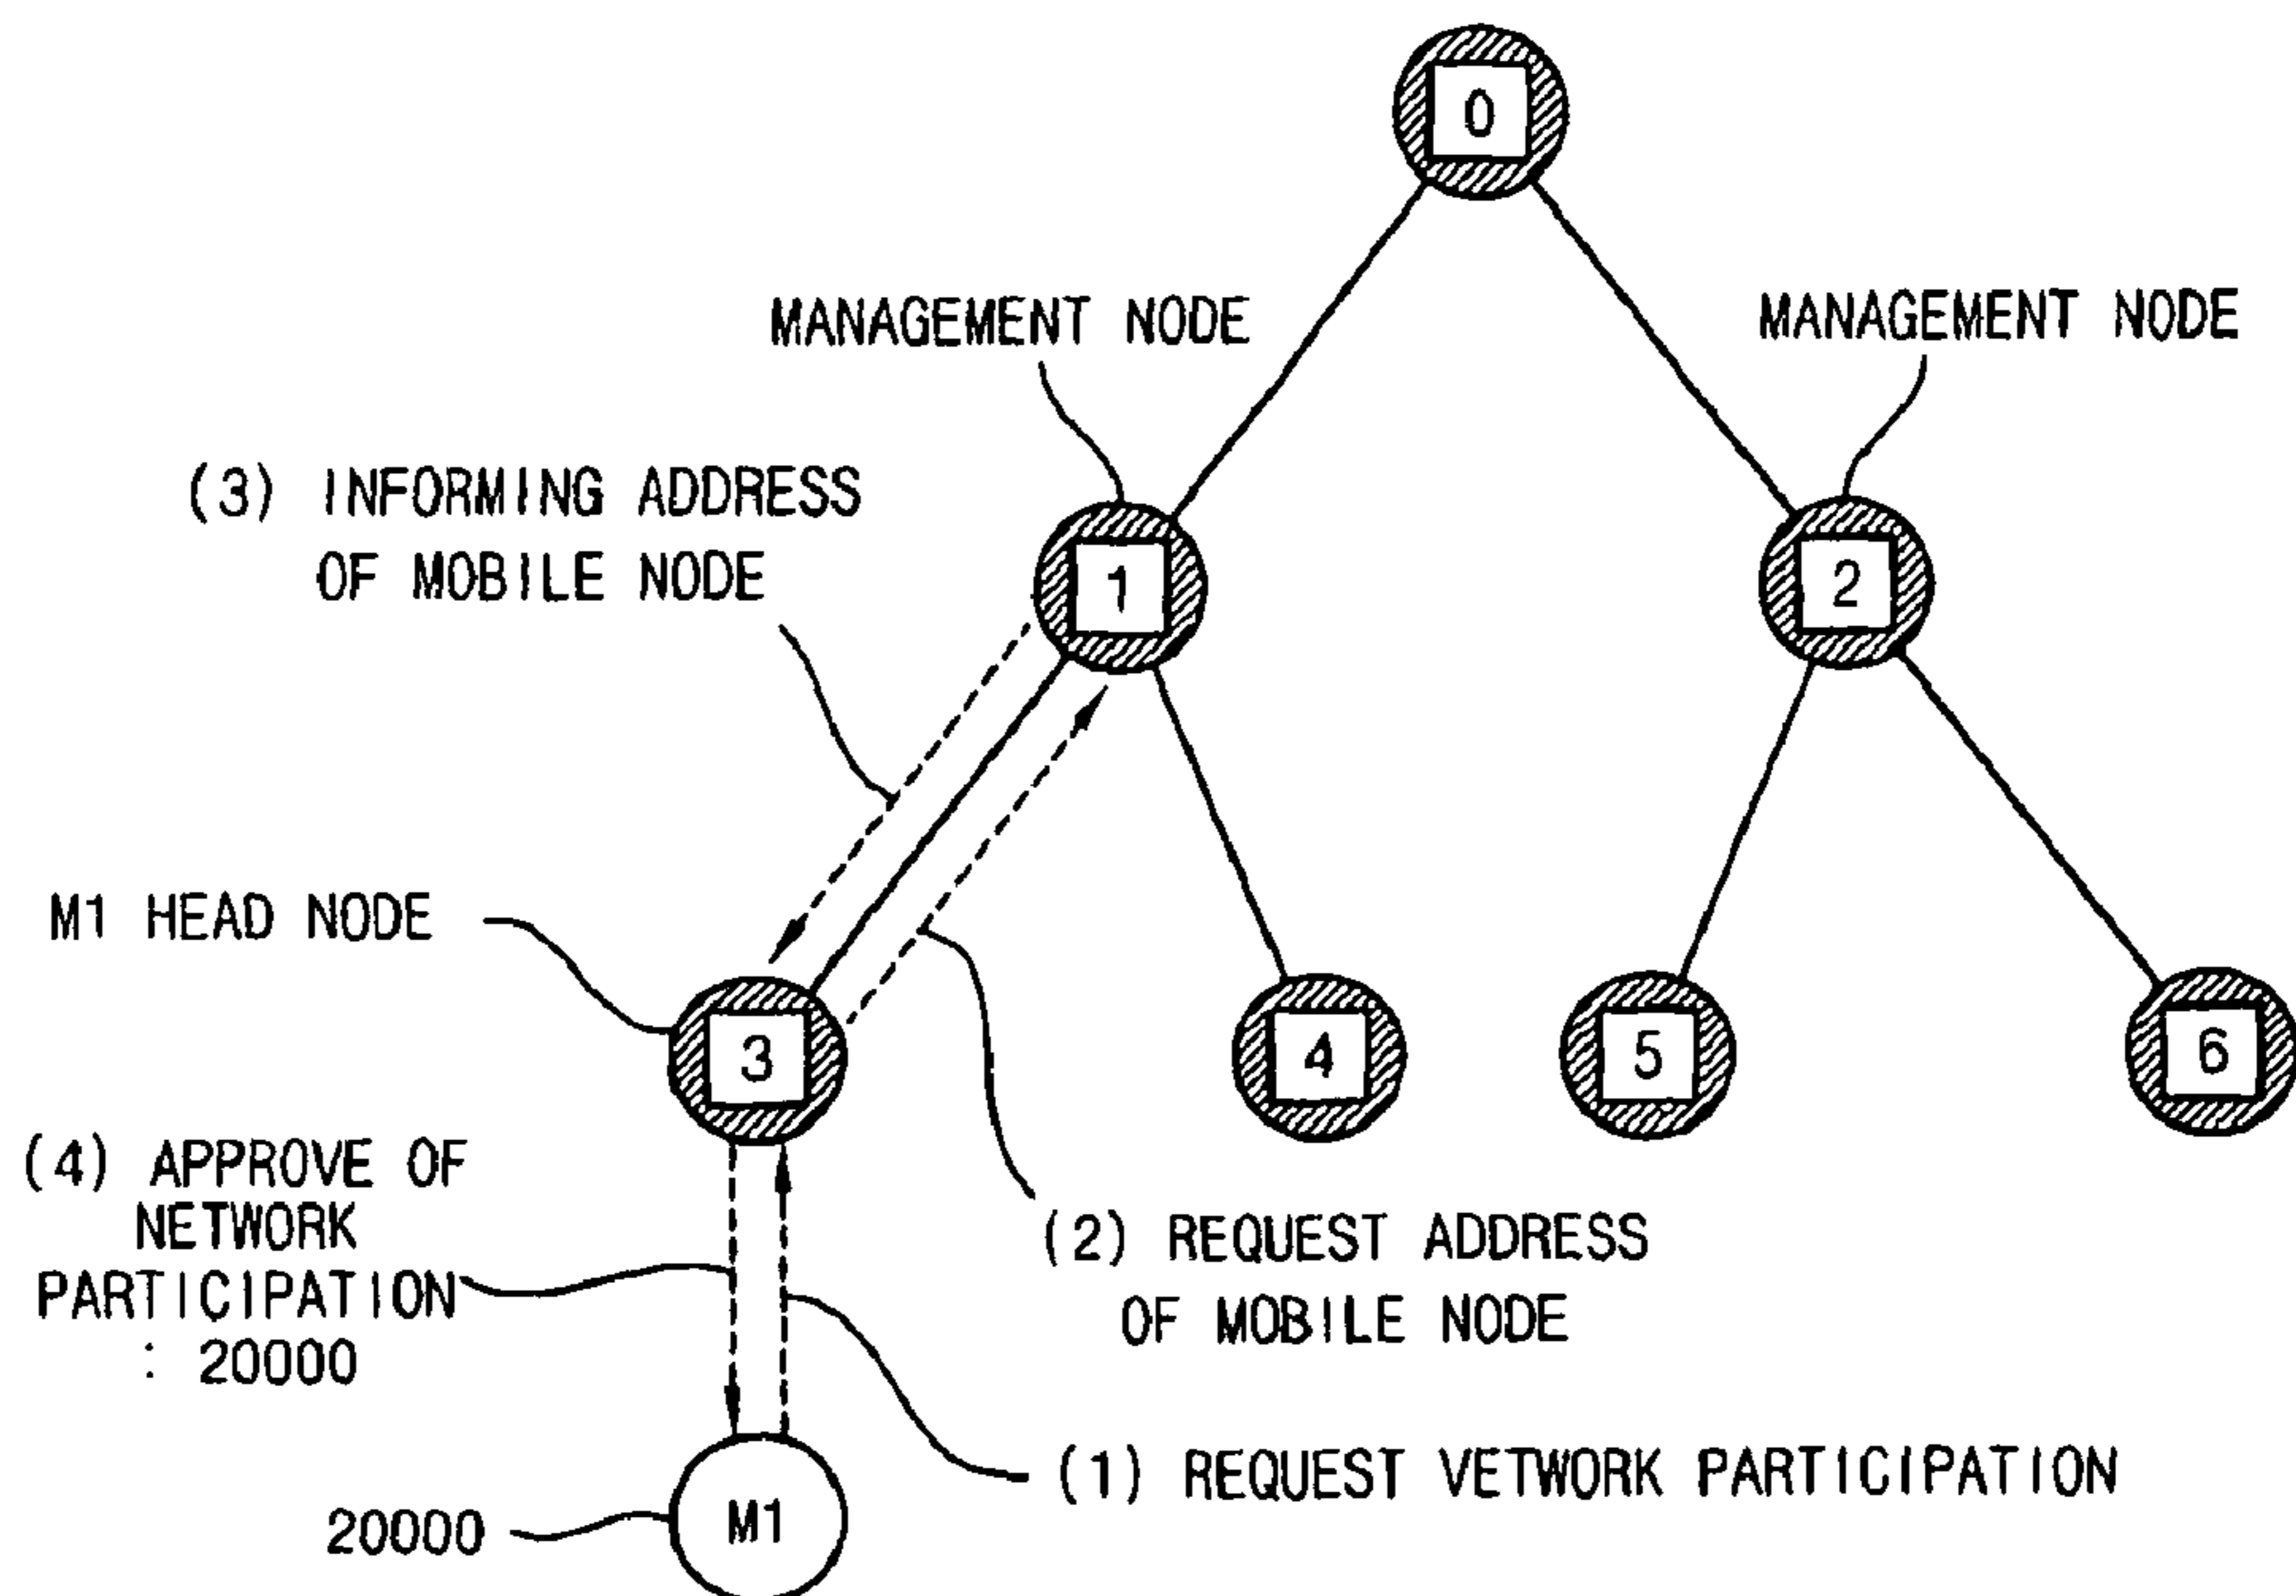 0
MANAGEMENT NODE
MANAGEMENT NODE
(3) INFORMING ADDRESS
OF MOBILE NODE
1
2
M1 HEAD NODE
3
4
5
6
(4) APPROVE OF
NETWORK
PARTICIPATION
: 20000
(2) REQUEST ADDRESS
OF MOBILE NODE
(1) REQUEST VETWORK PARTICIPATION
20000
M1